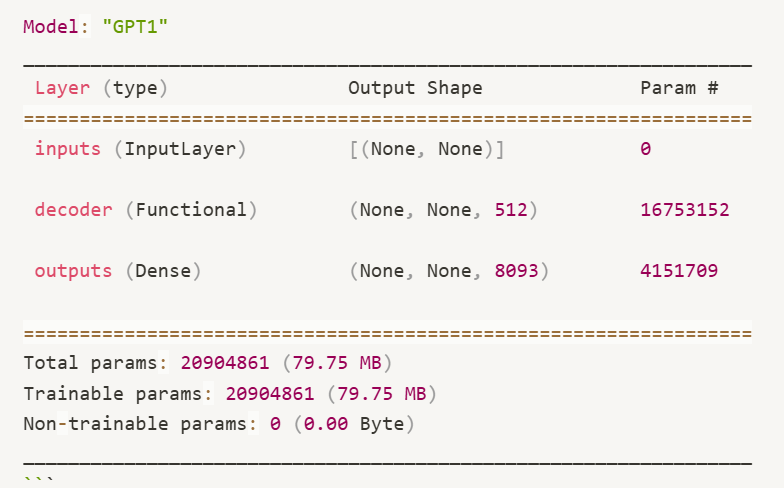 Model: "GPT1"
_________________________________________________________________
 Layer (type)                Output Shape              Param #
=================================================================
 inputs (InputLayer)         [(None, None)]            0

 decoder (Functional)        (None, None, 512)         16753152

 outputs (Dense)             (None, None, 8093)        4151709

=================================================================
Total params: 20904861 (79.75 MB)
Trainable params: 20904861 (79.75 MB)
Non-trainable params: 0 (0.00 Byte)
_________________________________________________________________
```